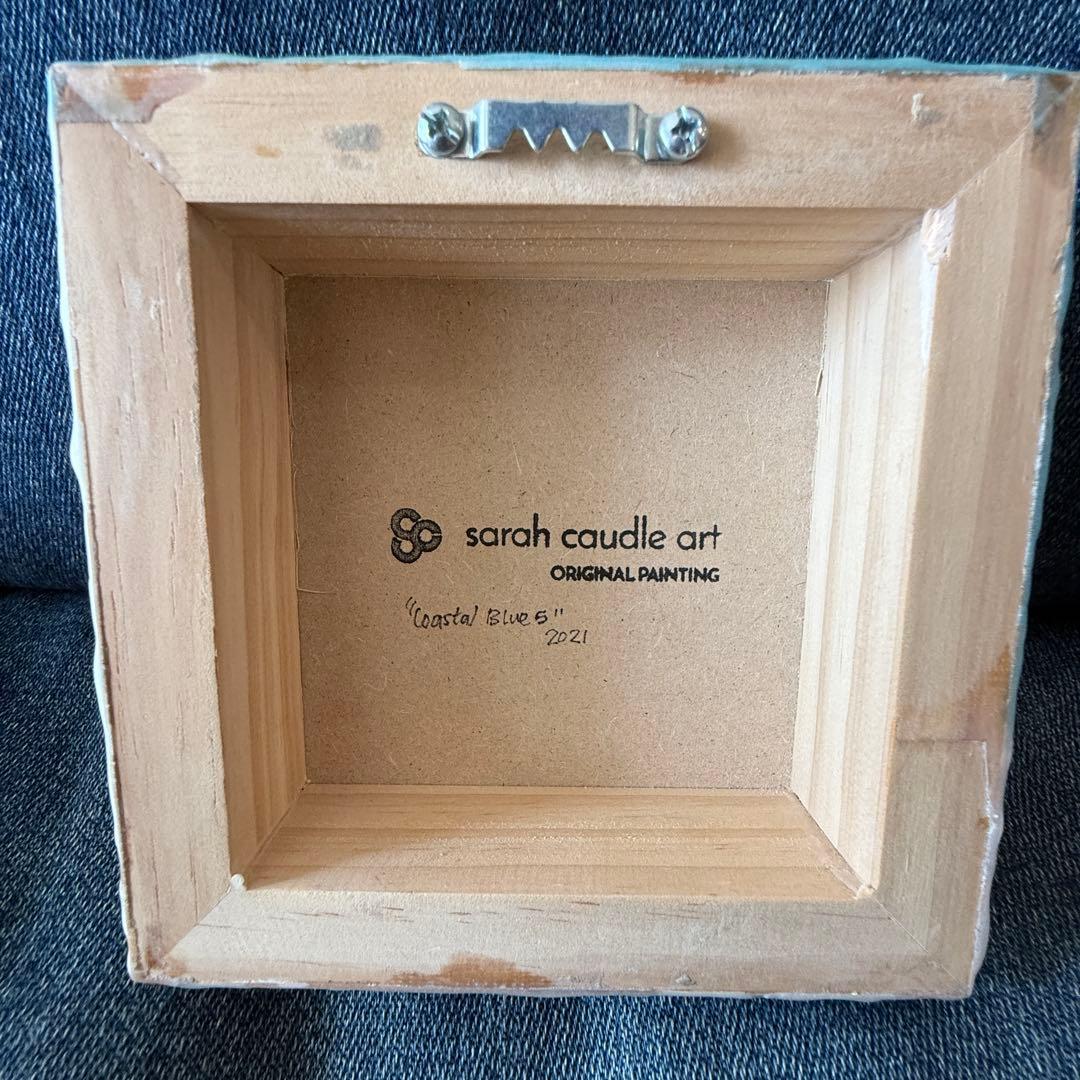 sarah caudle art
ORIGINAL PAINTING
"Coastal Blue 5"
2021